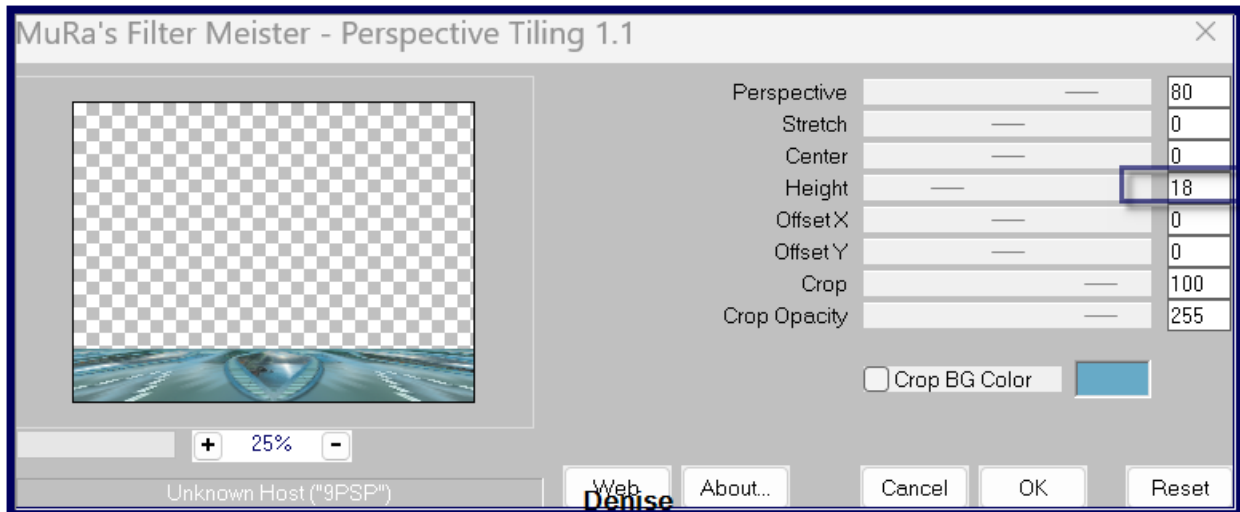 MuRa's Filter Meister - Perspective Tiling 1.1
Perspective 80
Stretch 0
Center 0
Height 18
Offset X 0
Offset Y 0
Crop 100
Crop Opacity 255
Crop BG Color
+ 25% -
Unknown Host ("9PSP") Web About... Cancel OK Reset
Denise